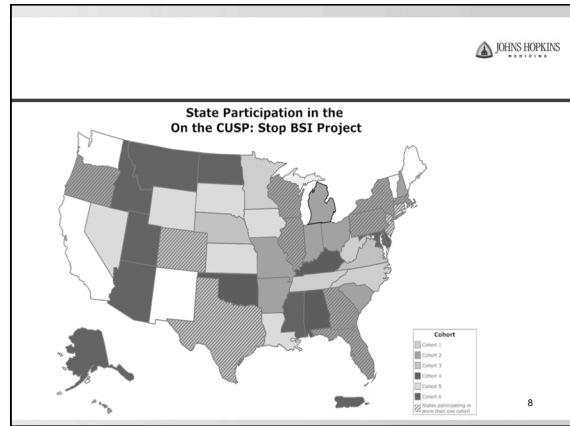 JOHNS HOPKINS
MEDICINE
State Participation in the
On the CUSP: Stop BSI Project
Cohort
Cohort 1
Cohort 2
Cohort 3
Cohort 4
Cohort 5
Cohort 6
States participating in
more than one cohort
8